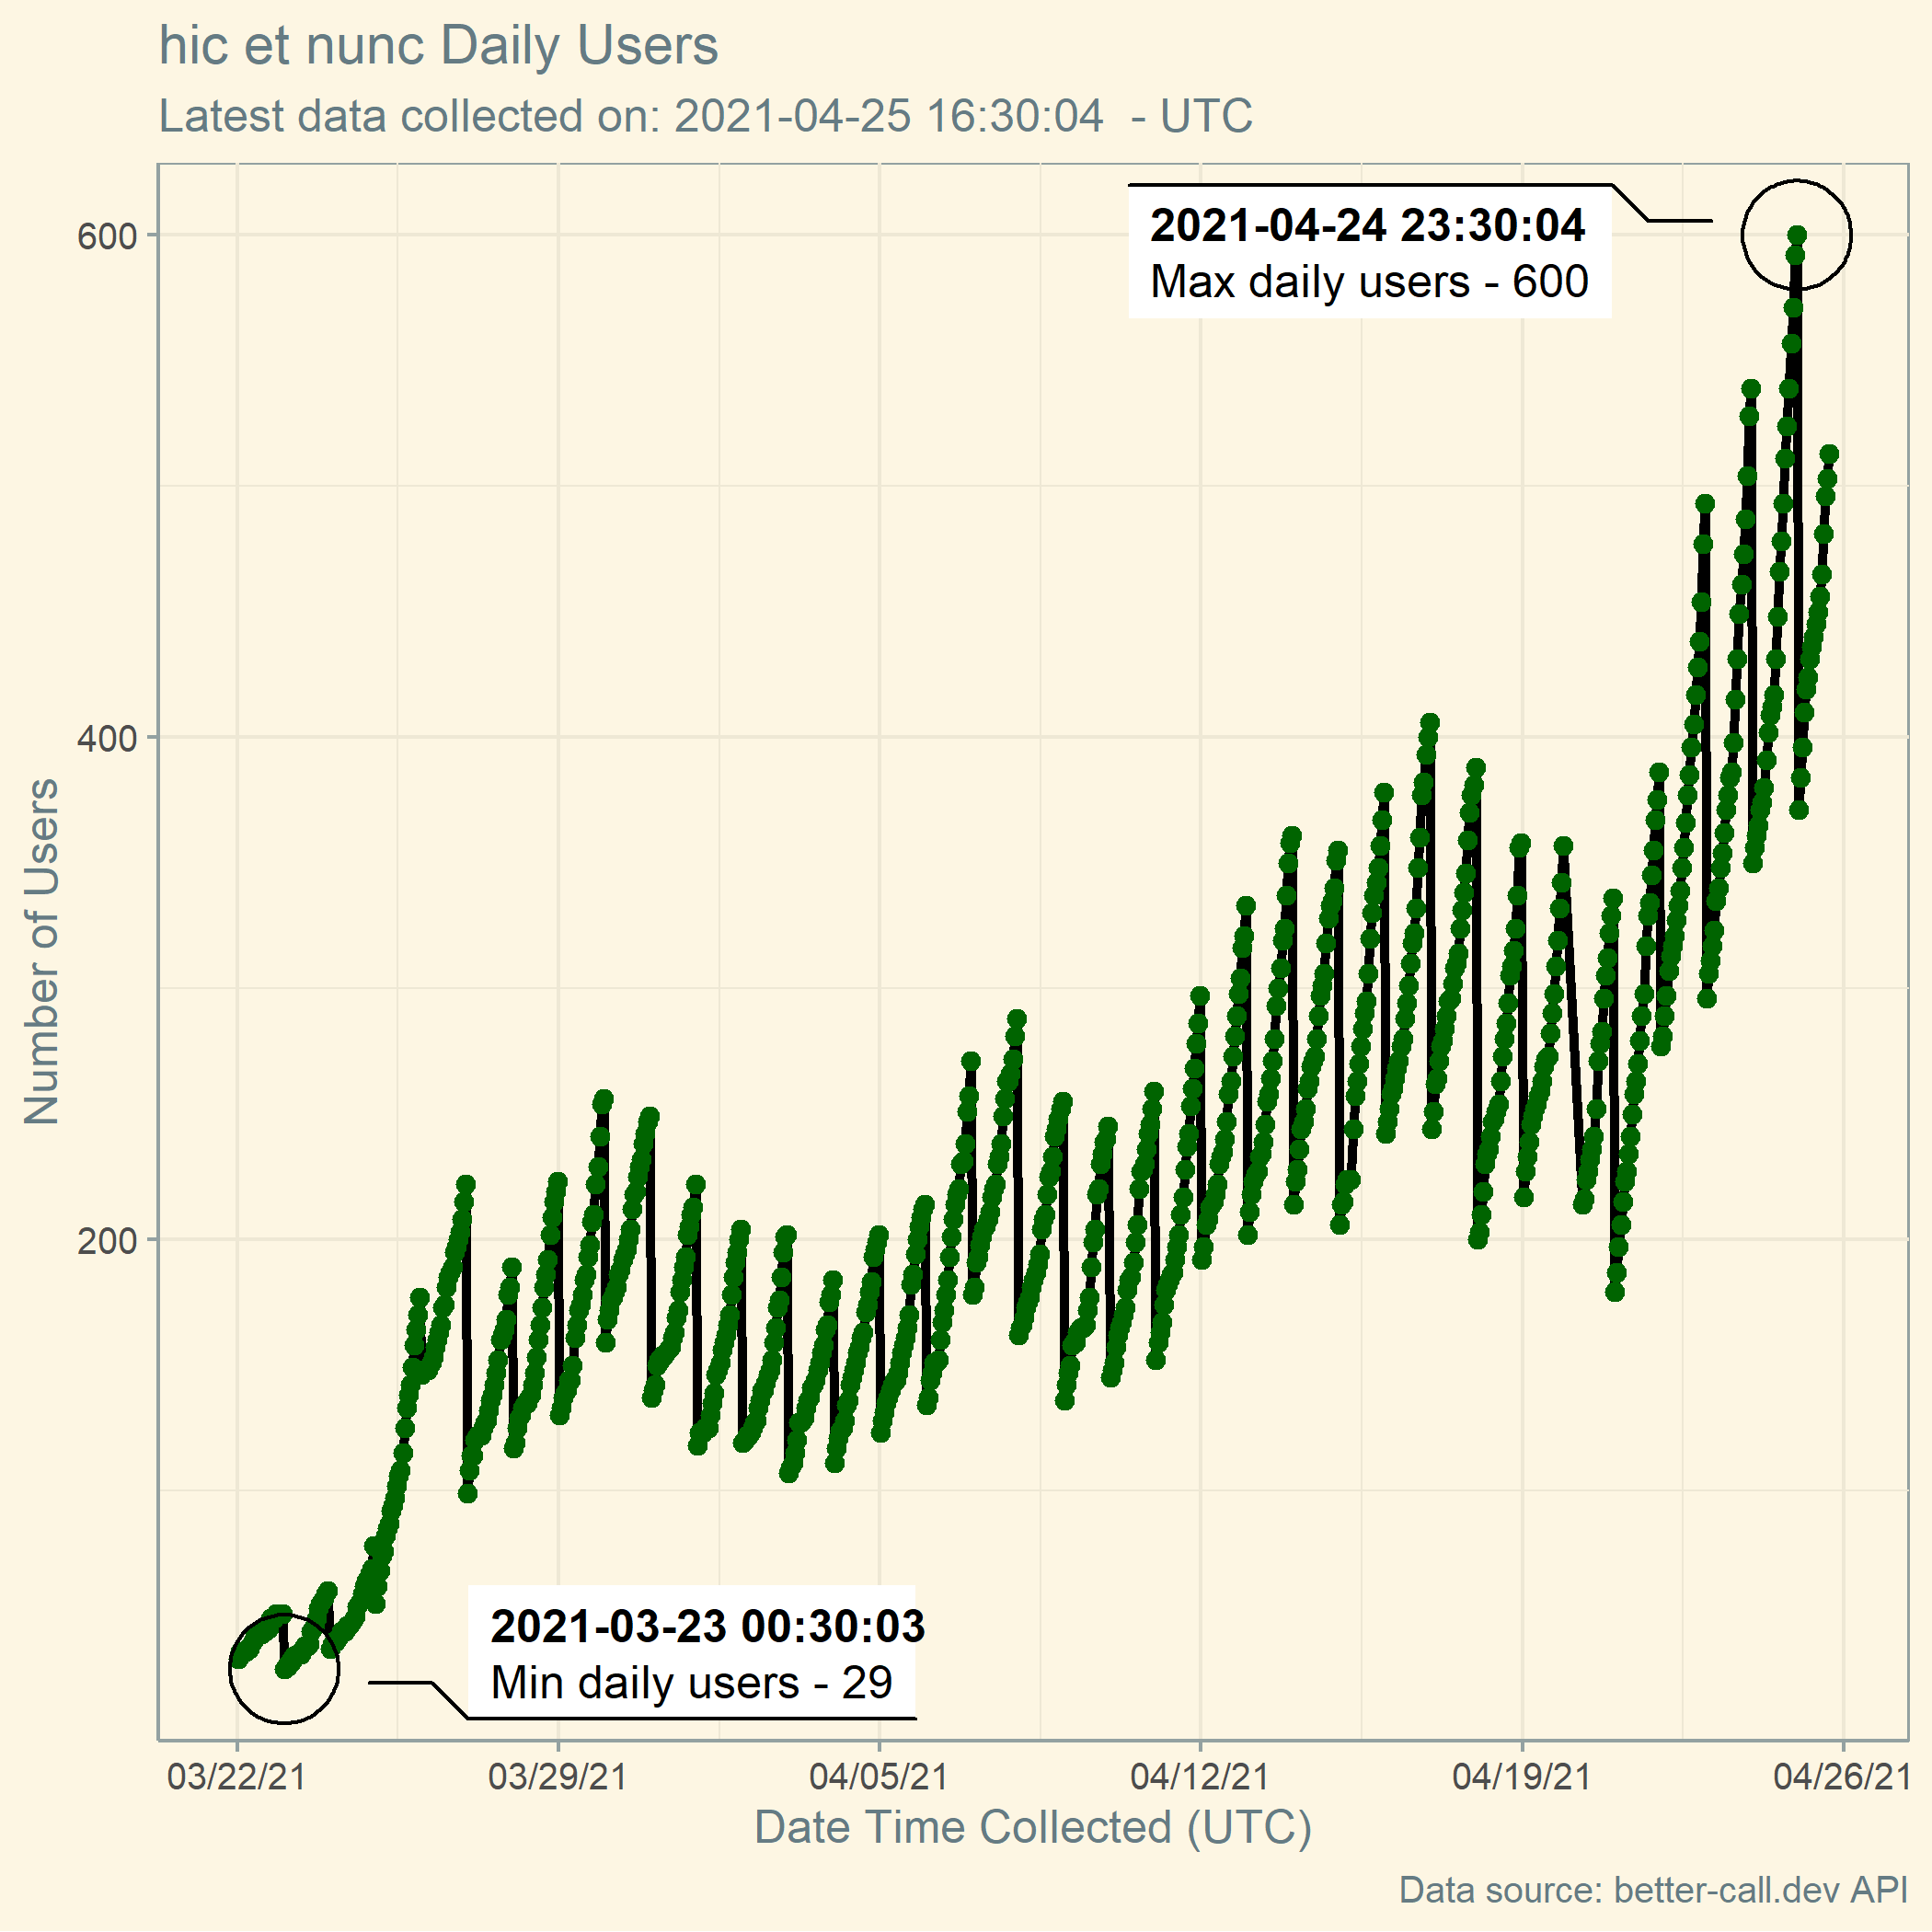 hic et nunc Daily Users
Latest data collected on: 2021-04-25 16:30:04  - UTC
2021-04-24 23:30:04
Max daily users - 600
600
400
200
Number of Users
2021-03-23 00:30:03
Min daily users - 29
03/22/21 03/29/21 04/05/21 04/12/21 04/19/21 04/26/21
Date Time Collected (UTC)
Data source: better-call.dev API